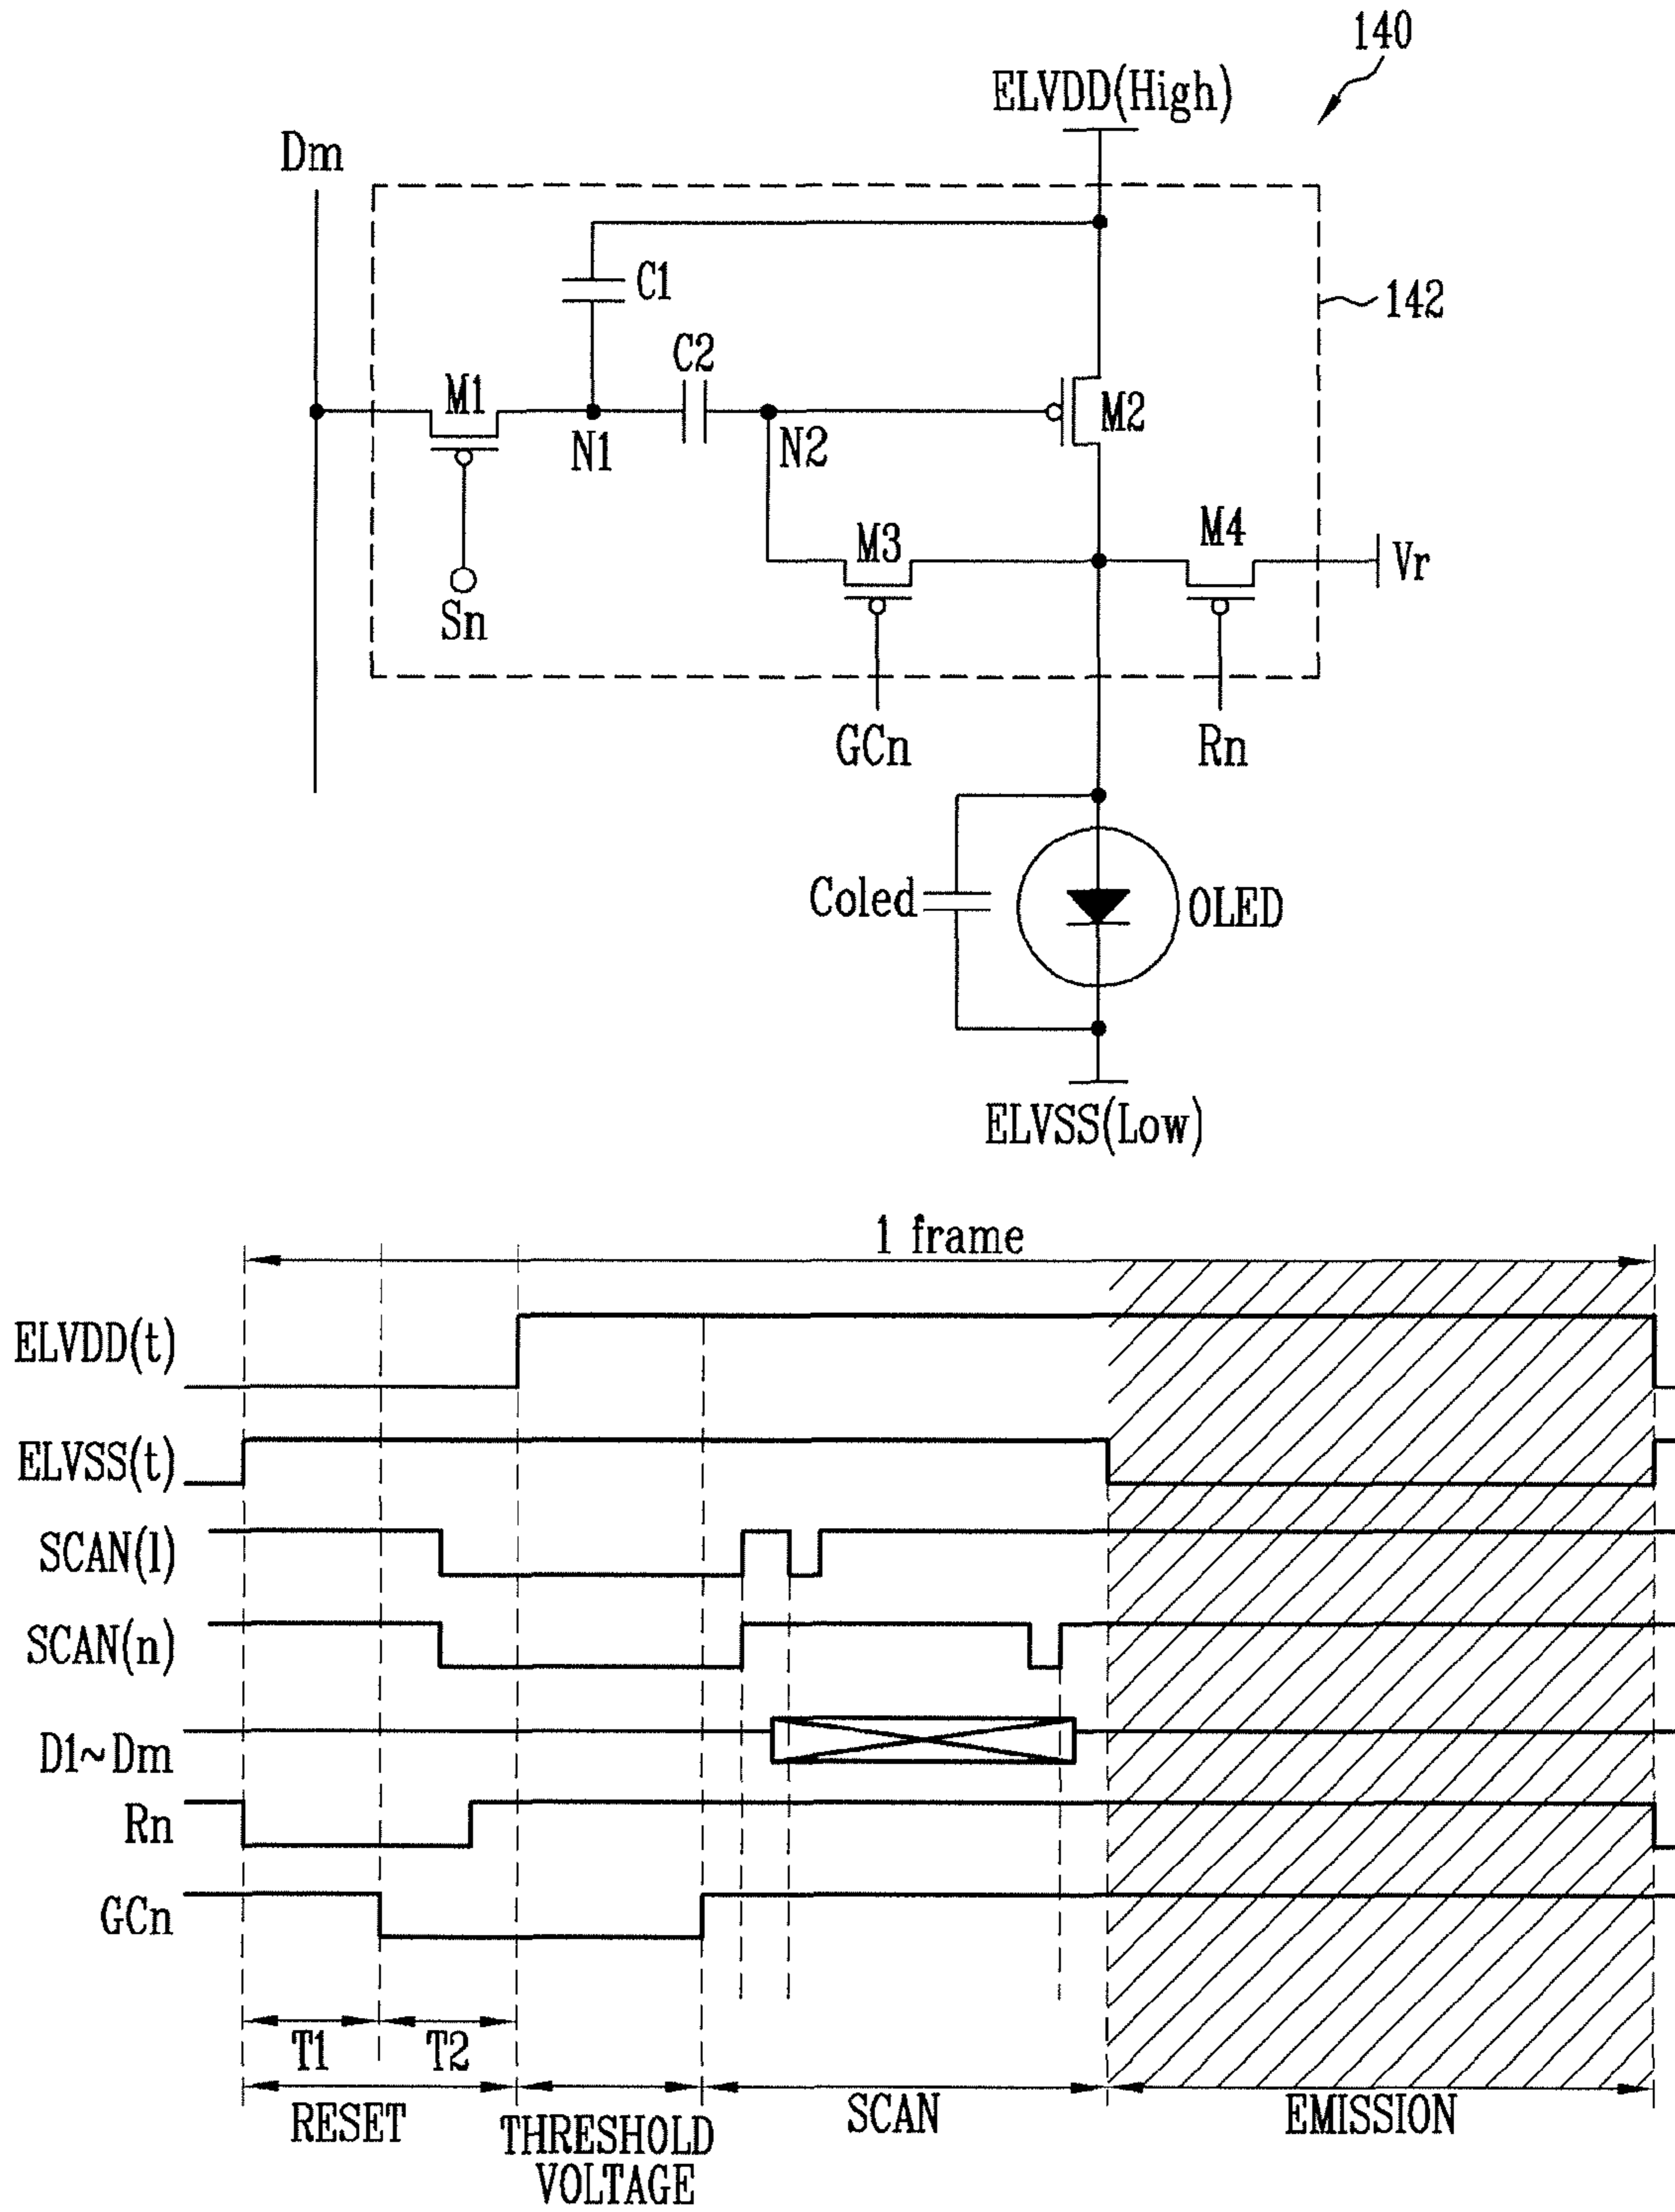 140
ELVDD(High)
Dm
C1
142
C2
M1
M2
N1
N2
M3
M4
Vr
Sn
GCn
Rn
Coled
OLED
ELVSS(Low)
1 frame
ELVDD(t)
ELVSS(t)
SCAN(1)
SCAN(n)
D1~Dm
Rn
GCn
T1
T2
RESET
THRESHOLD
VOLTAGE
SCAN
EMISSION